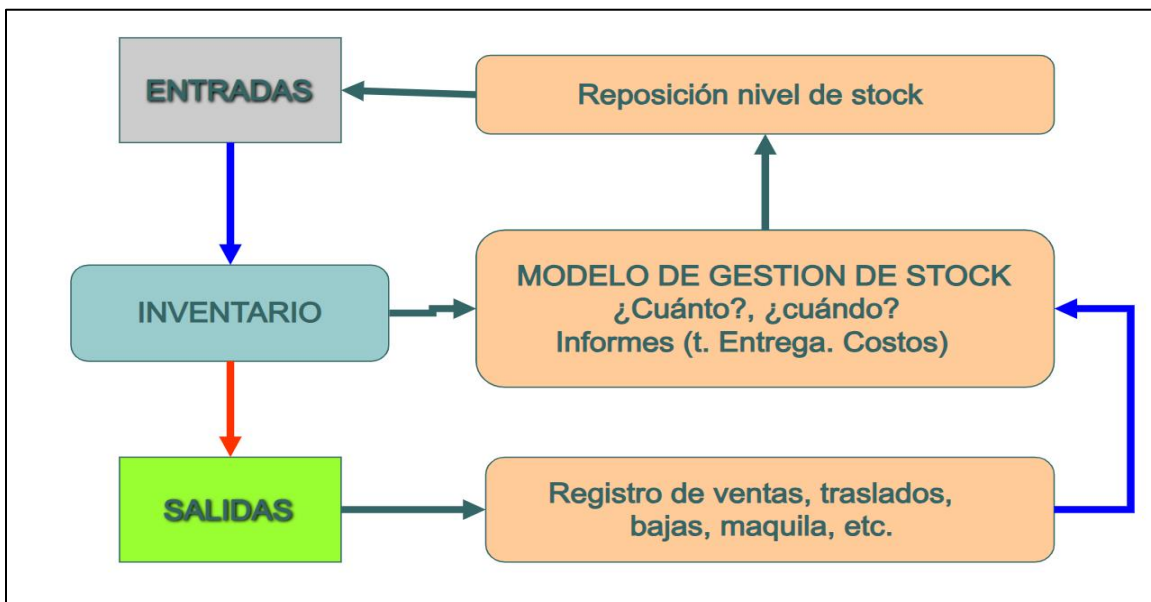 ENTRADAS
Reposición nivel de stock
INVENTARIO
MODELO DE GESTION DE STOCK
¿Cuánto?, ¿cuándo?
Informes (t. Entrega. Costos)
SALIDAS
Registro de ventas, traslados,
bajas, maquila, etc.